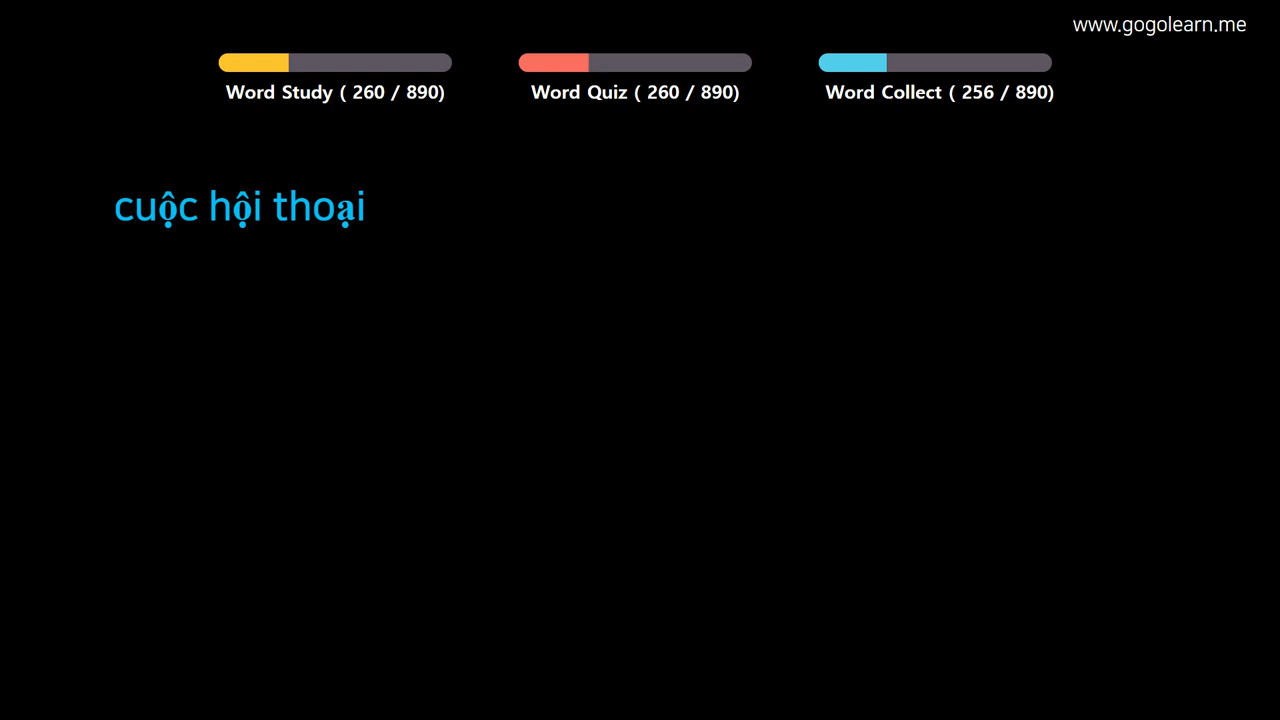 www.gogolearn.me
Word Study ( 260 / 890)
Word Quiz ( 260 / 890)
Word Collect ( 256 / 890)
cuộc hội thoại